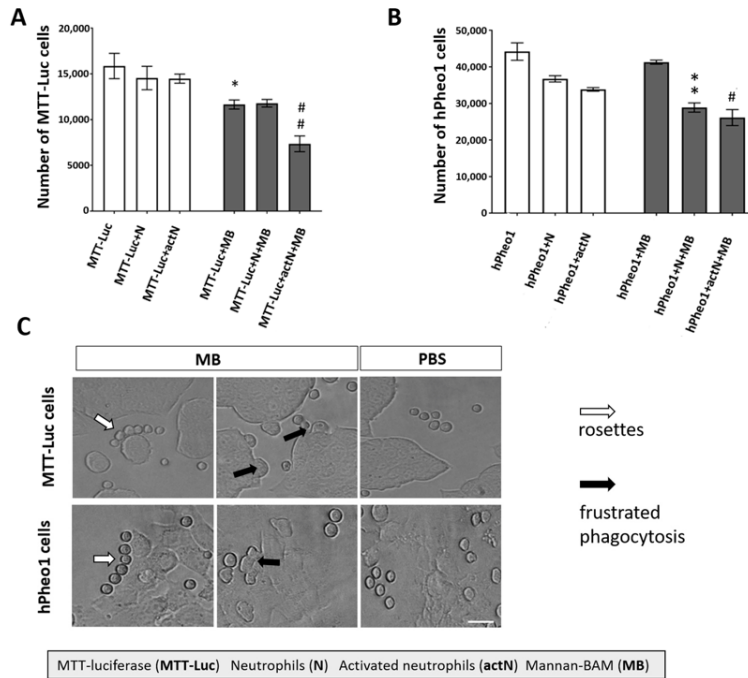 A
Number of MTT-Luc cells
20,000
15,000
10,000
5000
0
*
#
#
MTT-Luc
MTT-Luc+N
MTT-Luc+actN
MTT-Luc+MB
MTT-Luc+N+MB
MTT-Luc+actN+MB
B
Number of hPheo1 cells
50,000
40,000
30,000
20,000
10,000
0
*
*
#
hPheo1
hPheo1+N
hPheo1+actN
hPheo1+MB
hPheo1+N+MB
hPheo1+actN+MB
C
MB
PBS
MTT-Luc cells
hPheo1 cells
rosettes
frustrated
phagocytosis
MTT-luciferase (MTT-Luc) Neutrophils (N) Activated neutrophils (actN) Mannan-BAM (MB)